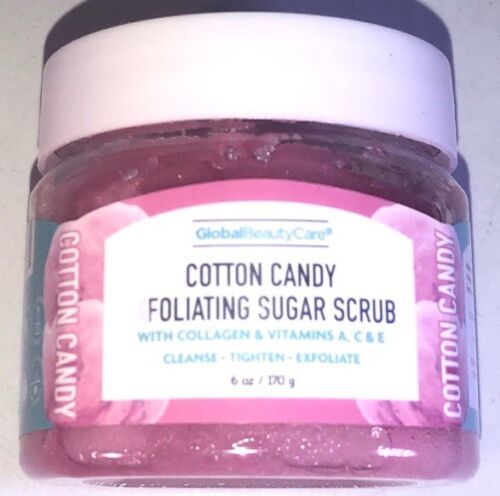 GlobalBeautyCare®
COTTON CANDY
FOLIATING SUGAR SCRUB
WITH COLLAGEN & VITAMINS A, C & E
CLEANSE • TIGHTEN • EXFOLIATE
6 oz / 170 g
COTTON CANDY
COTTON CANDY